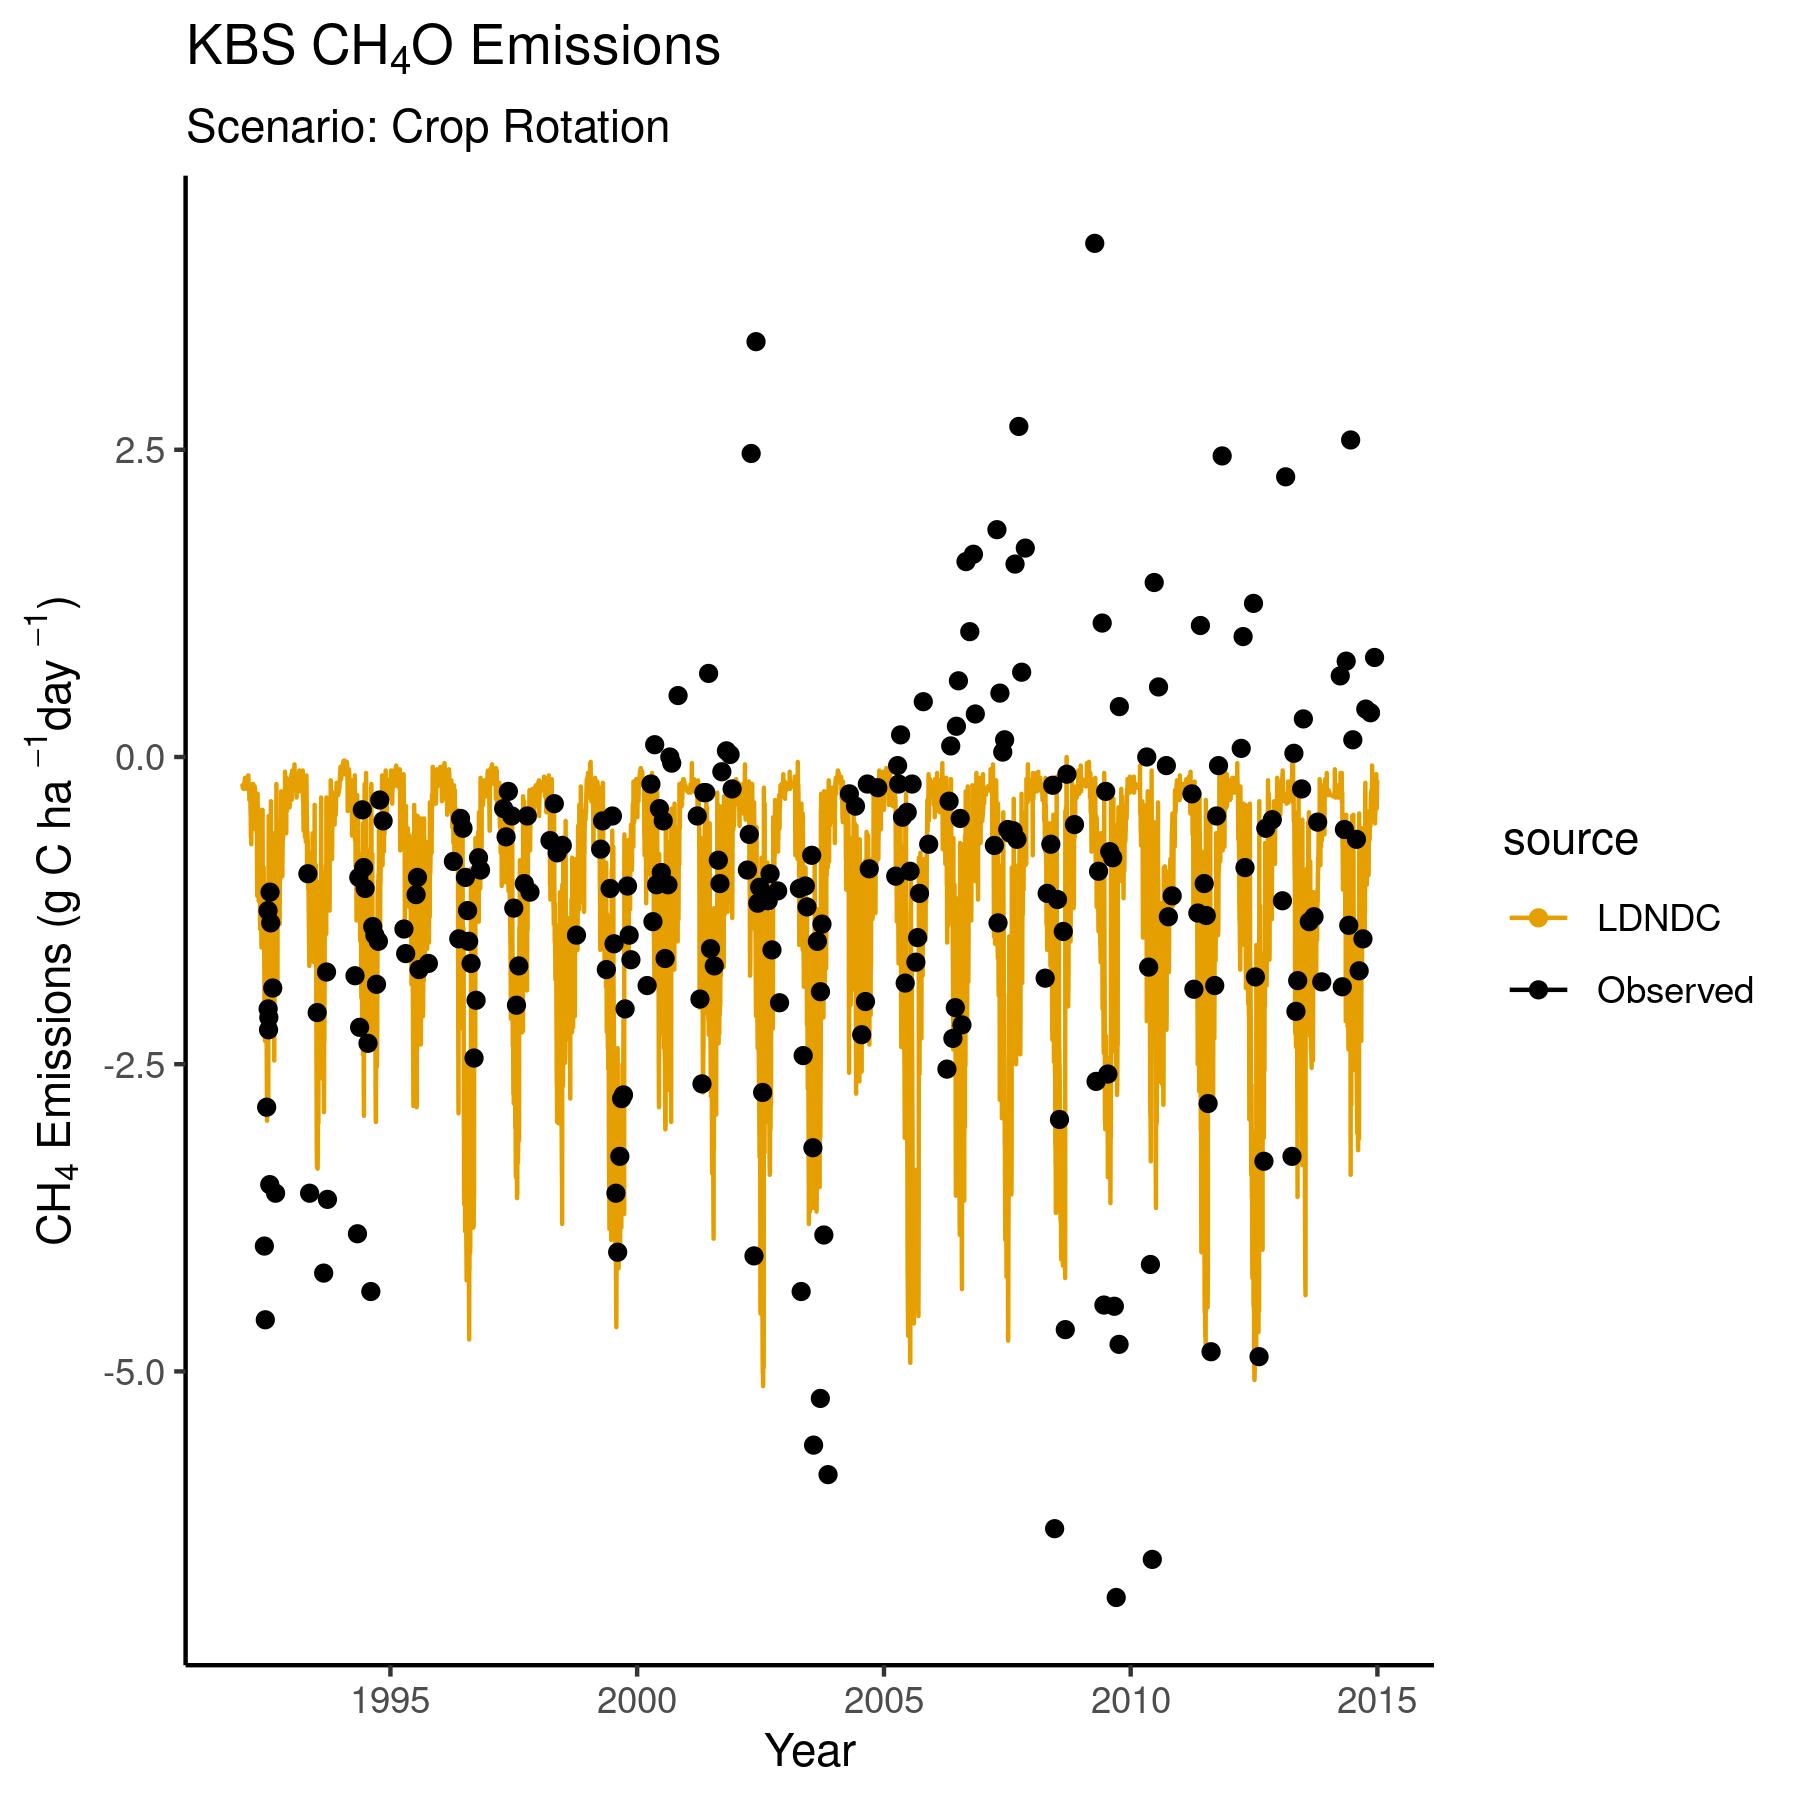 KBS CH₄O Emissions
Scenario: Crop Rotation
CH₄ Emissions (g C ha ⁻¹day ⁻¹)
2.5
0.0
-2.5
-5.0
1995 2000 2005 2010 2015
Year
source
LDNDC
Observed